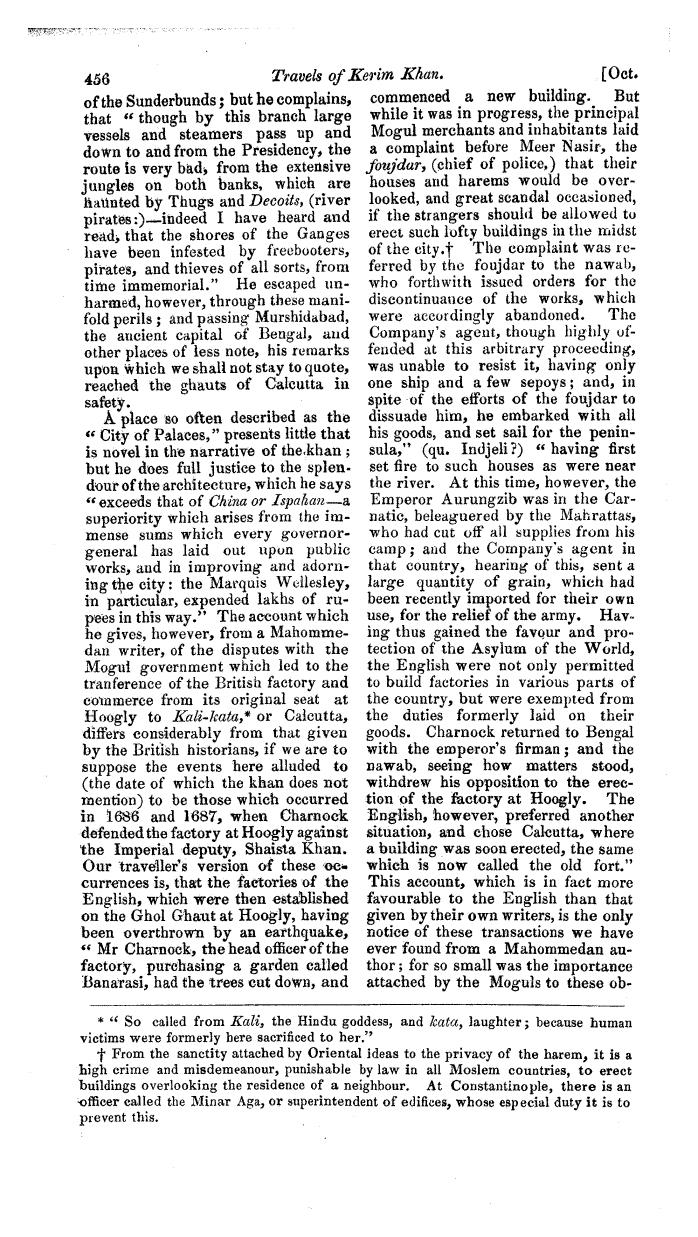 456
Travels of Kerim Khan.
[Oct.
of the Sunderbunds; but he complains,
that “ though by this branch large
vessels and steamers pass up and
down to and from the Presidency, the
route is very bad, from the extensive
jungles on both banks, which are
haunted by Thugs and Decoits, (river
pirates:)—indeed I have heard and
read, that the shores of the Ganges
have been infested by freebooters,
pirates, and thieves of all sorts, from
time immemorial.” He escaped un-
harmed, however, through these mani-
fold perils; and passing Murshidabad,
the ancient capital of Bengal, and
other places of less note, his remarks
upon which we shall not stay to quote,
reached the ghauts of Calcutta in
safety.
A place so often described as the
“ City of Palaces,” presents little that
is novel in the narrative of the khan;
but he does full justice to the splen-
dour of the architecture, which he says
“ exceeds that of China or Ispahan—a
superiority which arises from the im-
mense sums which every governor-
general has laid out upon public
works, and in improving and adorn-
ing the city: the Marquis Wellesley,
in particular, expended lakhs of ru-
pees in this way.” The account which
he gives, however, from a Mahomme-
dan writer, of the disputes with the
Mogul government which led to the
tranference of the British factory and
commerce from its original seat at
Hoogly to Kali-kata,* or Calcutta,
differs considerably from that given
by the British historians, if we are to
suppose the events here alluded to
(the date of which the khan does not
mention) to be those which occurred
in 1686 and 1687, when Charnock
defended the factory at Hoogly against
the Imperial deputy, Shaista Khan.
Our traveller's version of these oc-
currences is, that the factories of the
English, which were then established
on the Ghol Ghaut at Hoogly, having
been overthrown by an earthquake,
“ Mr Charnock, the head officer of the
factory, purchasing a garden called
Banarasi, had the trees cut down, and
commenced a new building. But
while it was in progress, the principal
Mogul merchants and inhabitants laid
a complaint before Meer Nasir, the
foujdar, (chief of police,) that their
houses and harems would be over-
looked, and great scandal occasioned,
if the strangers should be allowed to
erect such lofty buildings in the midst
of the city.† The complaint was re-
ferred by the foujdar to the nawab,
who forthwith issued orders for the
discontinuance of the works, which
were accordingly abandoned. The
Company's agent, though highly of-
fended at this arbitrary proceeding,
was unable to resist it, having only
one ship and a few sepoys; and, in
spite of the efforts of the foujdar to
dissuade him, he embarked with all
his goods, and set sail for the penin-
sula,” (qu. Indjeli?) “ having first
set fire to such houses as were near
the river. At this time, however, the
Emperor Aurungzib was in the Car-
natic, beleaguered by the Mahrattas,
who had cut off all supplies from his
camp; and the Company's agent in
that country, hearing of this, sent a
large quantity of grain, which had
been recently imported for their own
use, for the relief of the army. Hav-
ing thus gained the favour and pro-
tection of the Asylum of the World,
the English were not only permitted
to build factories in various parts of
the country, but were exempted from
the duties formerly laid on their
goods. Charnock returned to Bengal
with the emperor's firman; and the
nawab, seeing how matters stood,
withdrew his opposition to the erec-
tion of the factory at Hoogly. The
English, however, preferred another
situation, and chose Calcutta, where
a building was soon erected, the same
which is now called the old fort.”
This account, which is in fact more
favourable to the English than that
given by their own writers, is the only
notice of these transactions we have
ever found from a Mahommedan au-
thor; for so small was the importance
attached by the Moguls to these ob-
* “ So called from Kali, the Hindu goddess, and kata, laughter; because human
victims were formerly here sacrificed to her.”
† From the sanctity attached by Oriental ideas to the privacy of the harem, it is a
high crime and misdemeanour, punishable by law in all Moslem countries, to erect
buildings overlooking the residence of a neighbour. At Constantinople, there is an
officer called the Minar Aga, or superintendent of edifices, whose especial duty it is to
prevent this.